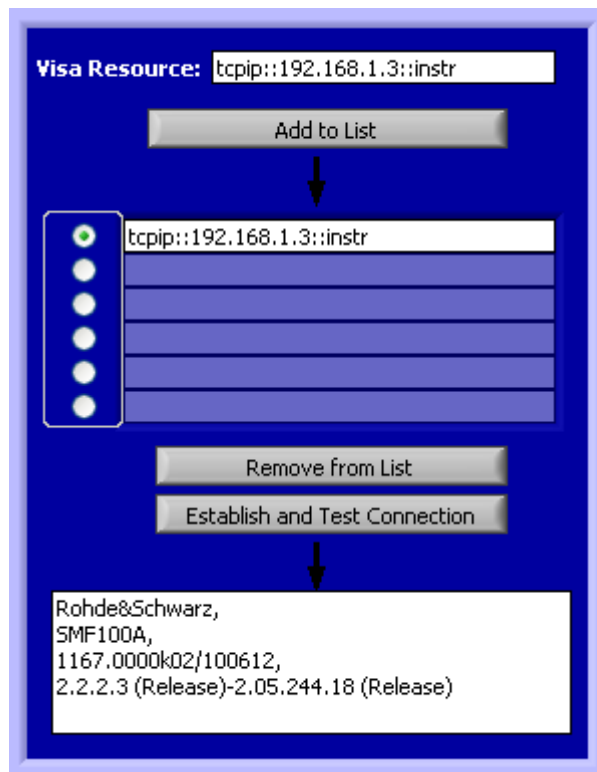 Visa Resource: tcpip::192.168.1.3::instr
Add to List
tcpip::192.168.1.3::instr
Remove from List
Establish and Test Connection
Rohde&Schwarz,
SMF100A,
1167.0000k02/100612,
2.2.2.3 (Release)-2.05.244.18 (Release)